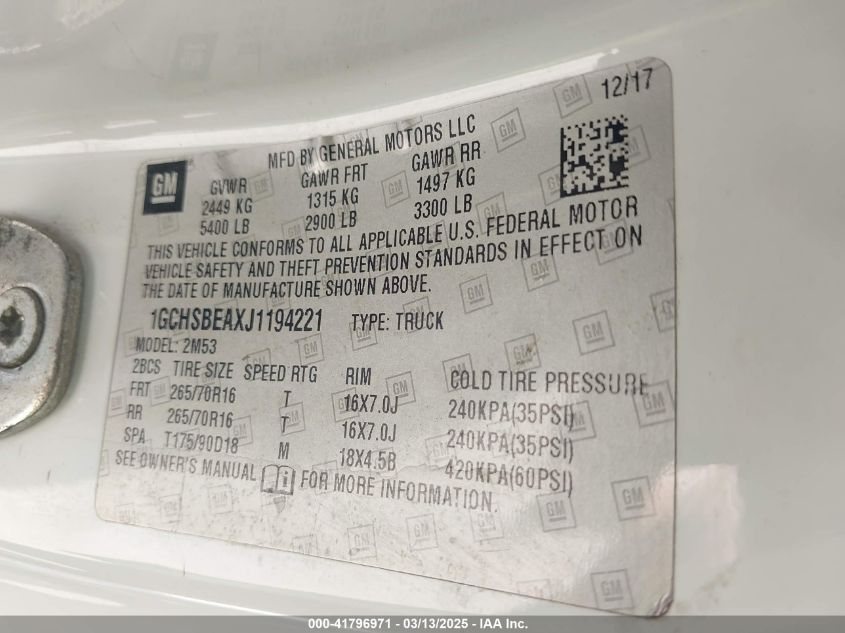 12/17
GM
MFD BY GENERAL MOTORS LLC
GVWR GAWR FRT GAWR RR
2449 KG 1315 KG 1497 KG
5400 LB 2900 LB 3300 LB
THIS VEHICLE CONFORMS TO ALL APPLICABLE U.S. FEDERAL MOTOR
VEHICLE SAFETY AND THEFT PREVENTION STANDARDS IN EFFECT ON
THE DATE OF MANUFACTURE SHOWN ABOVE.
1GCHSBEAXJ1194221 TYPE: TRUCK
MODEL: 2M53
2BCS TIRE SIZE SPEED RTG RIM COLD TIRE PRESSURE
FRT 265/70R16 T 16X7.0J 240KPA(35PSI)
RR 265/70R16 T 16X7.0J 240KPA(35PSI)
SPA T175/90D18 M 18X4.5B 420KPA(60PSI)
SEE OWNER'S MANUAL FOR MORE INFORMATION.
000-41796971 / 03/13/2025 - IAA Inc.